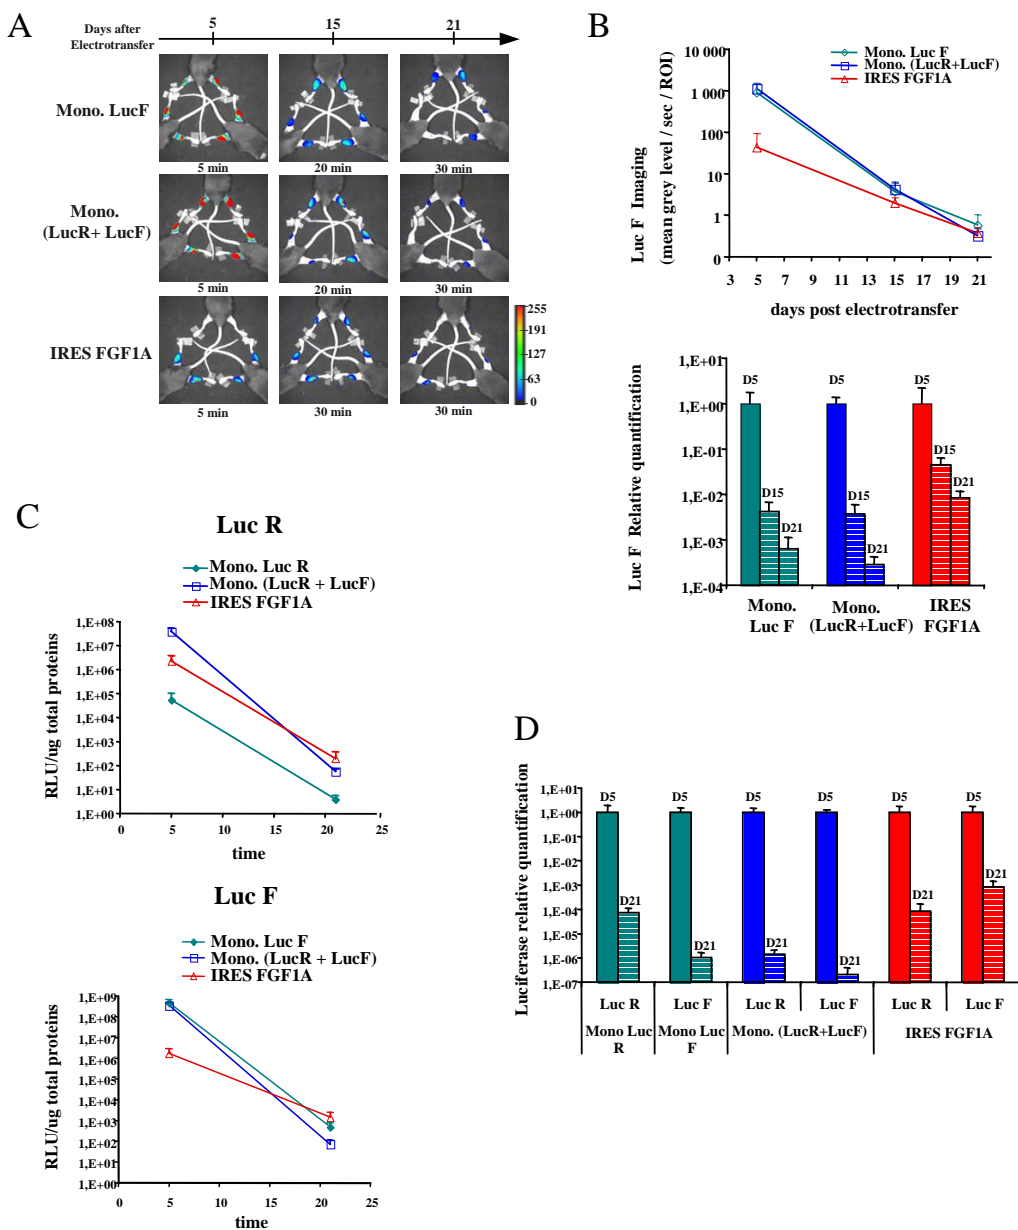 A
Days after
Electrotransfer
5
15
21
Mono. LucF
5 min
20 min
30 min
Mono.
(LucR+ LucF)
5 min
20 min
30 min
IRES FGF1A
5 min
30 min
30 min
255
191
127
63
0
B
Mono. Luc F
Mono. (LucR+LucF)
IRES FGF1A
Luc F Imaging
(mean grey level / sec / ROI)
10 000
1 000
100
10
1
0
3 5 7 9 11 13 15 17 19 21
days post electrotransfer
Luc F Relative quantification
1,E+01
1,E+00
1,E-01
1,E-02
1,E-03
1,E-04
D5
D15
D21
D5
D15
D21
D5
D15
D21
Mono.
Luc F
Mono.
(LucR+LucF)
IRES
FGF1A
C
Luc R
Mono. Luc R
Mono. (LucR + LucF)
IRES FGF1A
RLU/ug total proteins
1,E+08
1,E+07
1,E+06
1,E+05
1,E+04
1,E+03
1,E+02
1,E+01
1,E+00
0 5 10 15 20 25
time
Luc F
Mono. Luc F
Mono. (LucR + LucF)
IRES FGF1A
RLU/ug total proteins
1,E+09
1,E+08
1,E+07
1,E+06
1,E+05
1,E+04
1,E+03
1,E+02
1,E+01
1,E+00
0 5 10 15 20 25
time
D
Luciferase relative quantification
1,E+01
1,E+00
1,E-01
1,E-02
1,E-03
1,E-04
1,E-05
1,E-06
1,E-07
D5
D21
D5
D21
D5
D21
D5
D21
D5
D21
D5
D21
Luc R
Luc F
Luc R
Luc F
Luc R
Luc F
Mono Luc
R
Mono Luc
F
Mono. (LucR+LucF)
IRES FGF1A